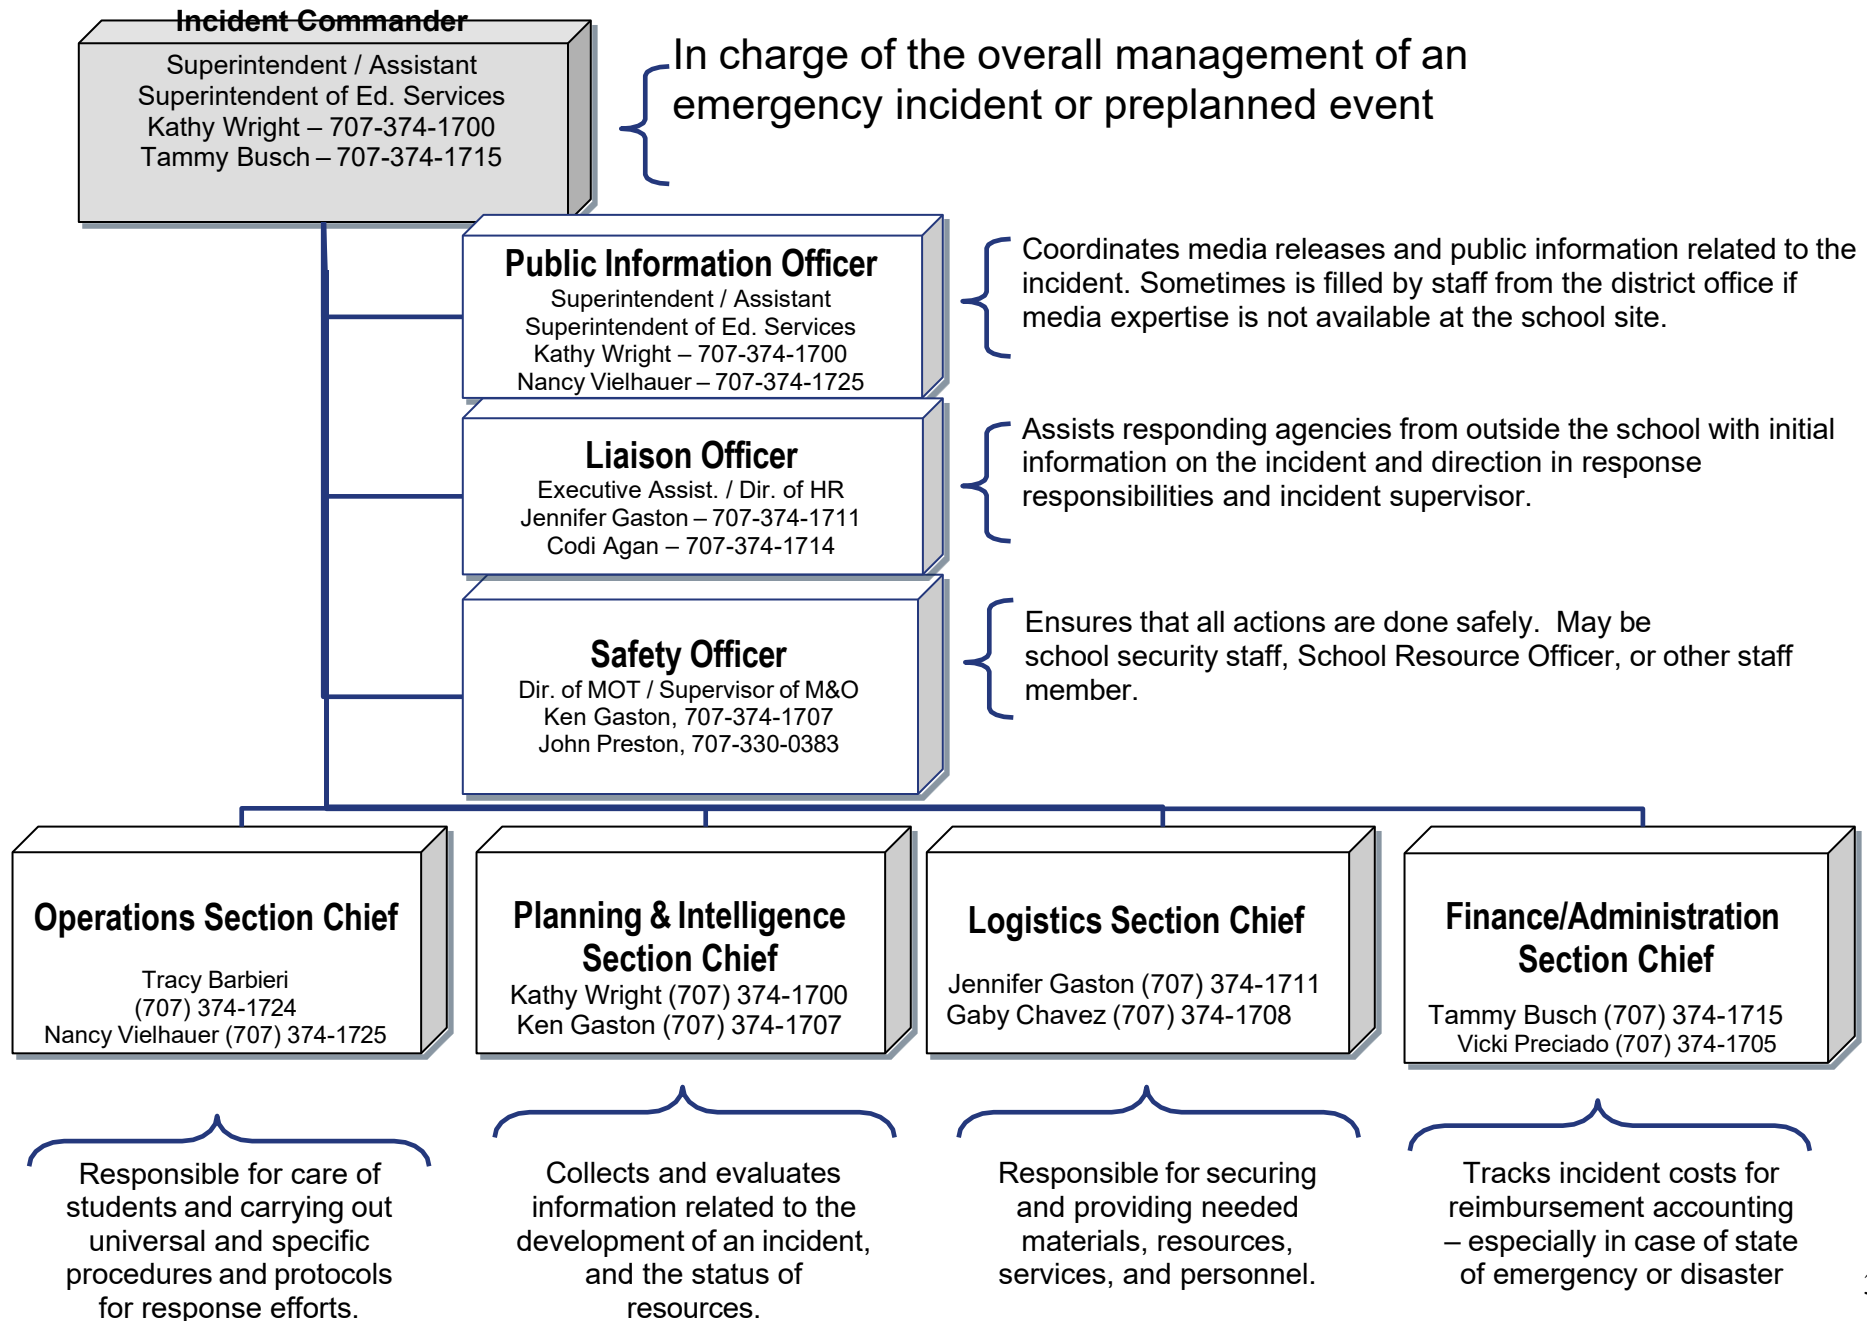 Incident Commander
Superintendent / Assistant
Superintendent of Ed. Services
Kathy Wright – 707-374-1700
Tammy Busch – 707-374-1715
In charge of the overall management of an
emergency incident or preplanned event
Public Information Officer
Superintendent / Assistant
Superintendent of Ed. Services
Kathy Wright – 707-374-1700
Nancy Vielhauer – 707-374-1725
Coordinates media releases and public information related to the
incident. Sometimes is filled by staff from the district office if
media expertise is not available at the school site.
Liaison Officer
Executive Assist. / Dir. of HR
Jennifer Gaston – 707-374-1711
Codi Agan – 707-374-1714
Assists responding agencies from outside the school with initial
information on the incident and direction in response
responsibilities and incident supervisor.
Safety Officer
Dir. of MOT / Supervisor of M&O
Ken Gaston, 707-374-1707
John Preston, 707-330-0383
Ensures that all actions are done safely.  May be
school security staff, School Resource Officer, or other staff
member.
Operations Section Chief
Tracy Barbieri
(707) 374-1724
Nancy Vielhauer (707) 374-1725
Planning & Intelligence
Section Chief
Kathy Wright (707) 374-1700
Ken Gaston (707) 374-1707
Logistics Section Chief
Jennifer Gaston (707) 374-1711
Gaby Chavez (707) 374-1708
Finance/Administration
Section Chief
Tammy Busch (707) 374-1715
Vicki Preciado (707) 374-1705
Responsible for care of
students and carrying out
universal and specific
procedures and protocols
for response efforts.
Collects and evaluates
information related to the
development of an incident,
and the status of
resources.
Responsible for securing
and providing needed
materials, resources,
services, and personnel.
Tracks incident costs for
reimbursement accounting
– especially in case of state
of emergency or disaster